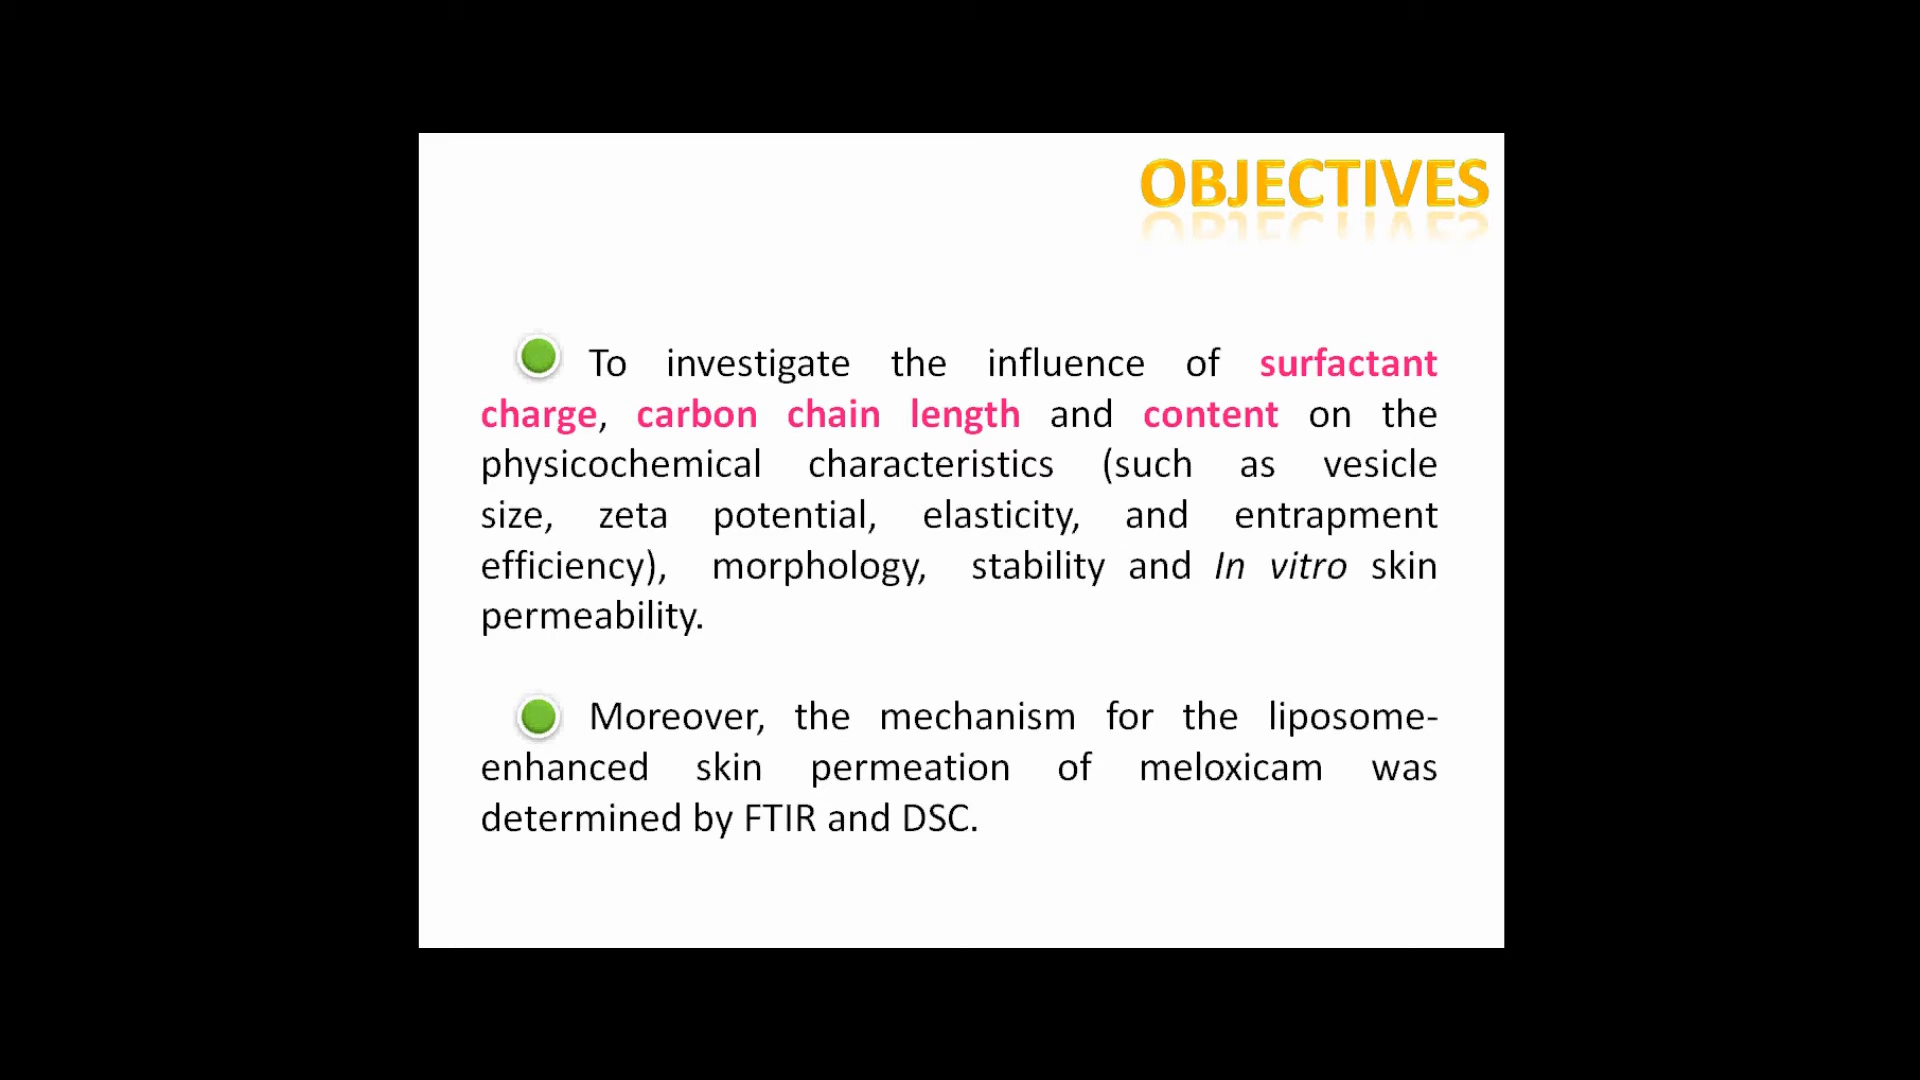 OBJECTIVES
To investigate the influence of surfactant
charge, carbon chain length and content on the
physicochemical characteristics (such as vesicle
size, zeta potential, elasticity, and entrapment
efficiency), morphology, stability and In vitro skin
permeability.
Moreover, the mechanism for the liposome-
enhanced skin permeation of meloxicam was
determined by FTIR and DSC.